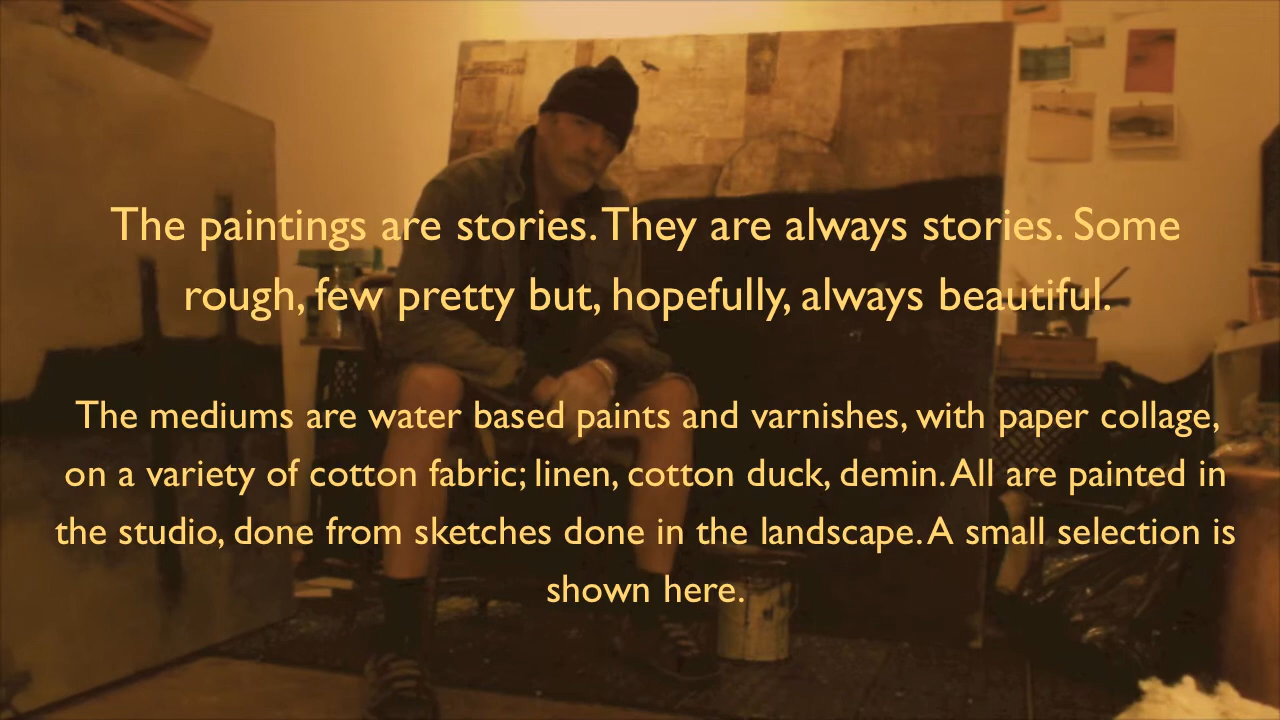 The paintings are stories. They are always stories. Some
rough, few pretty but, hopefully, always beautiful.
The mediums are water based paints and varnishes, with paper collage,
on a variety of cotton fabric; linen, cotton duck, demin. All are painted in
the studio, done from sketches done in the landscape. A small selection is
shown here.